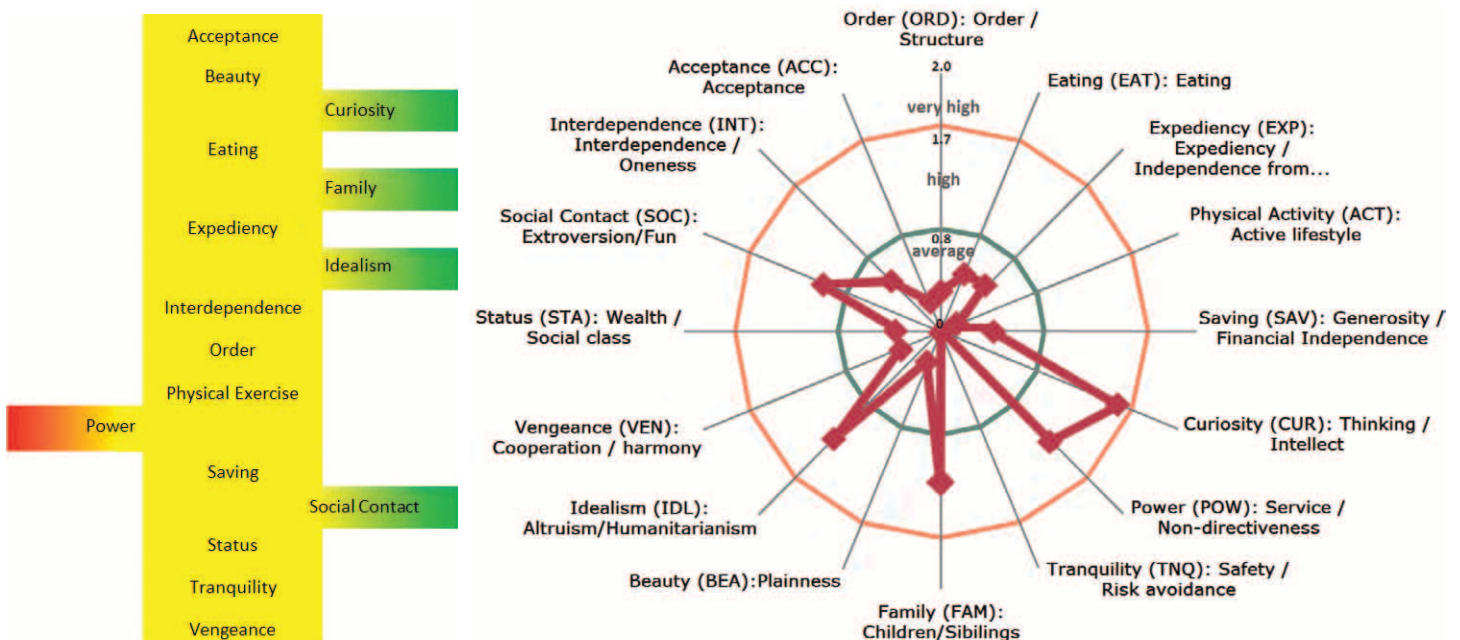 Acceptance
Beauty
Curiosity
Eating
Family
Expediency
Idealism
Interdependence
Order
Physical Exercise
Power
Saving
Social Contact
Status
Tranquility
Vengeance
Order (ORD): Order /
Structure
2.0
very high
1.7
high
0.8
average
0
Eating (EAT): Eating
Expediency (EXP):
Expediency /
Independence from...
Physical Activity (ACT):
Active lifestyle
Saving (SAV): Generosity /
Financial Independence
Curiosity (CUR): Thinking /
Intellect
Power (POW): Service /
Non-directiveness
Tranquility (TNQ): Safety /
Risk avoidance
Family (FAM):
Children/Sibilings
Beauty (BEA):Plainness
Idealism (IDL):
Altruism/Humanitarianism
Vengeance (VEN):
Cooperation / harmony
Status (STA): Wealth /
Social class
Social Contact (SOC):
Extroversion/Fun
Interdependence (INT):
Interdependence /
Oneness
Acceptance (ACC):
Acceptance